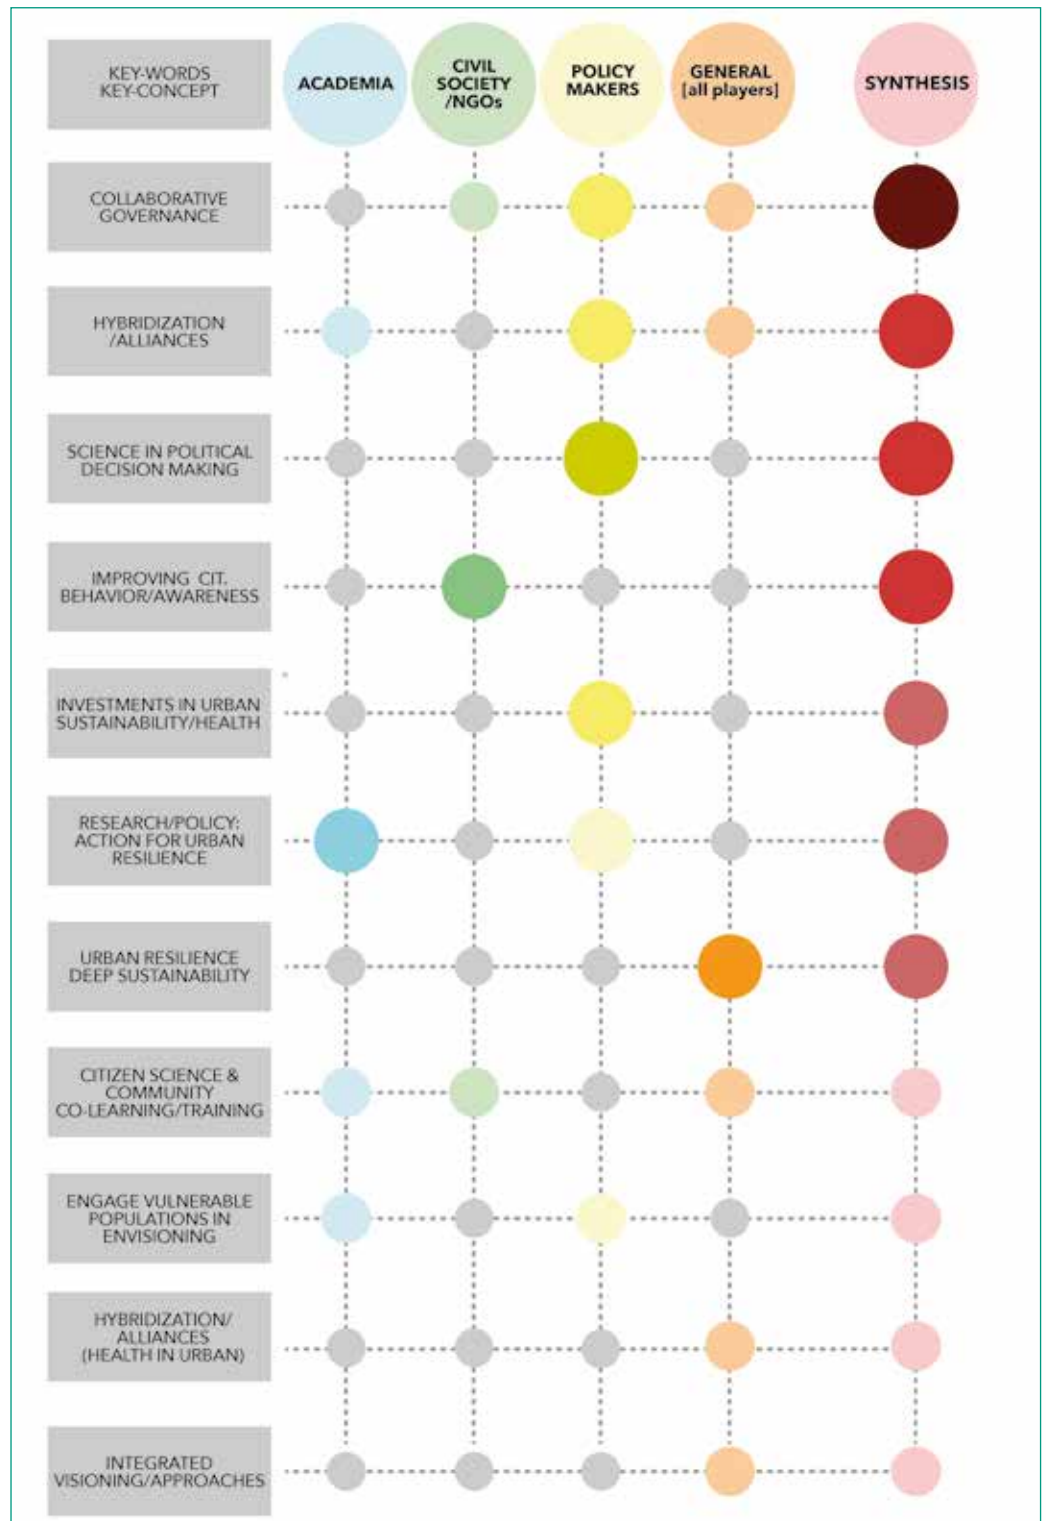 KEY-WORDS
KEY-CONCEPT
ACADEMIA
CIVIL
SOCIETY
/NGOs
POLICY
MAKERS
GENERAL
[all players]
SYNTHESIS
COLLABORATIVE
GOVERNANCE
HYBRIDIZATION
/ALLIANCES
SCIENCE IN POLITICAL
DECISION MAKING
IMPROVING CIT.
BEHAVIOR/AWARENESS
INVESTMENTS IN URBAN
SUSTAINABILITY/HEALTH
RESEARCH/POLICY:
ACTION FOR URBAN
RESILIENCE
URBAN RESILIENCE
DEEP SUSTAINABILITY
CITIZEN SCIENCE &
COMMUNITY
CO-LEARNING/TRAINING
ENGAGE VULNERABLE
POPULATIONS IN
ENVISIONING
HYBRIDIZATION/
ALLIANCES
(HEALTH IN URBAN)
INTEGRATED
VISIONING/APPROACHES